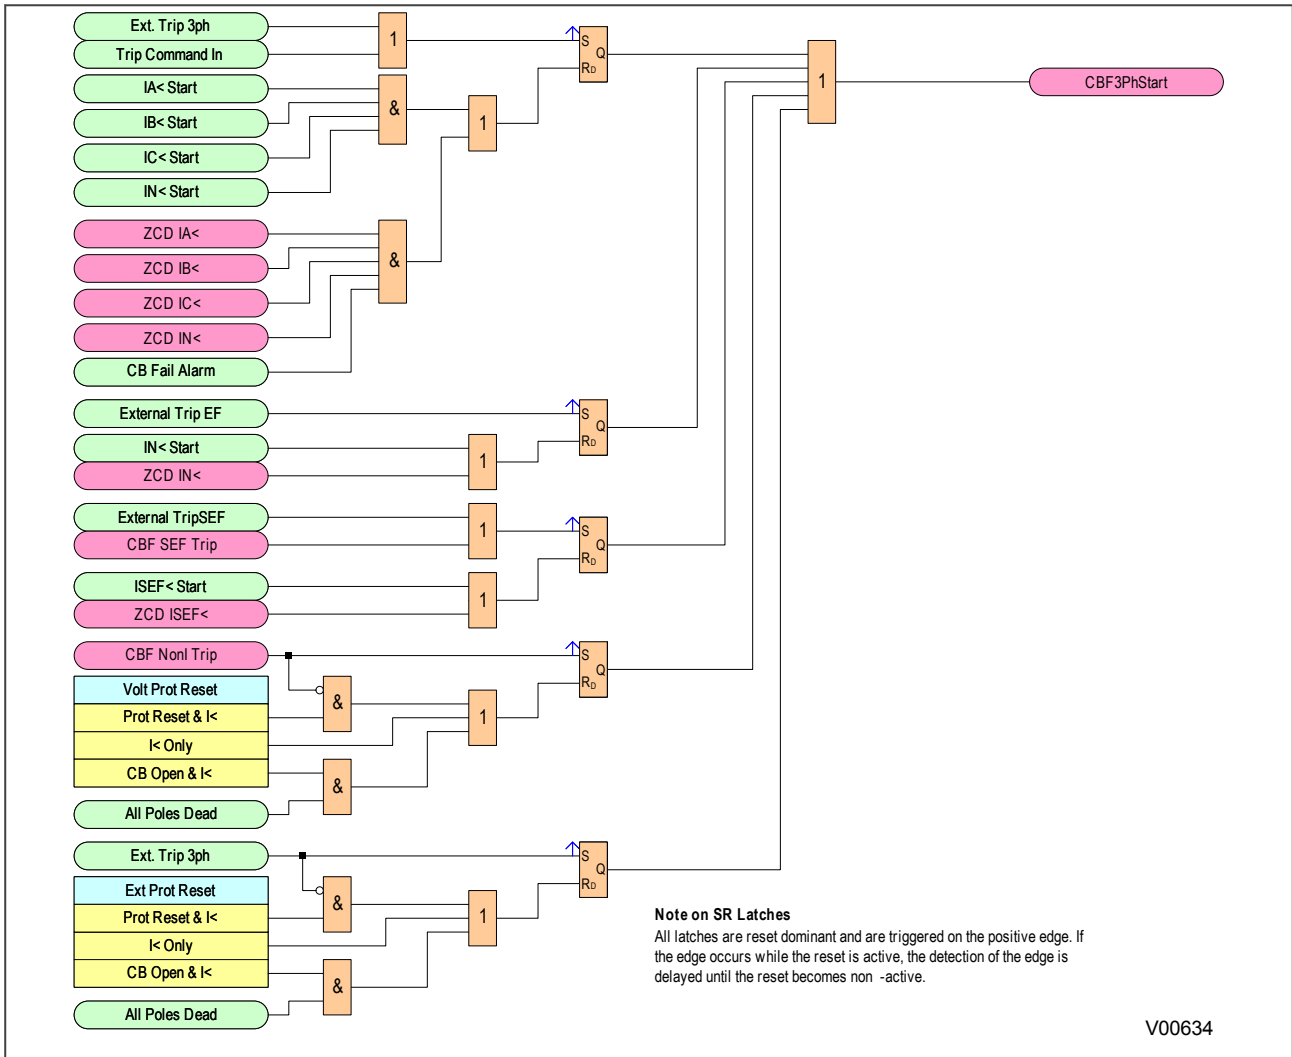 Ext. Trip 3ph
Trip Command In
1
S
Q
RD
1
CBF3PhStart
IA< Start
IB< Start
IC< Start
IN< Start
&
1
ZCD IA<
ZCD IB<
ZCD IC<
ZCD IN<
CB Fail Alarm
&
External Trip EF
S
Q
RD
IN< Start
ZCD IN<
1
External TripSEF
CBF SEF Trip
1
S
Q
RD
ISEF< Start
ZCD ISEF<
1
CBF NonI Trip
S
Q
RD
Volt Prot Reset
Prot Reset & I<
I< Only
CB Open & I<
&
1
&
All Poles Dead
Ext. Trip 3ph
S
Q
RD
Ext Prot Reset
Prot Reset & I<
I< Only
CB Open & I<
&
1
&
All Poles Dead
Note on SR Latches
All latches are reset dominant and are triggered on the positive edge. If
the edge occurs while the reset is active, the detection of the edge is
delayed until the reset becomes non -active.
V00634